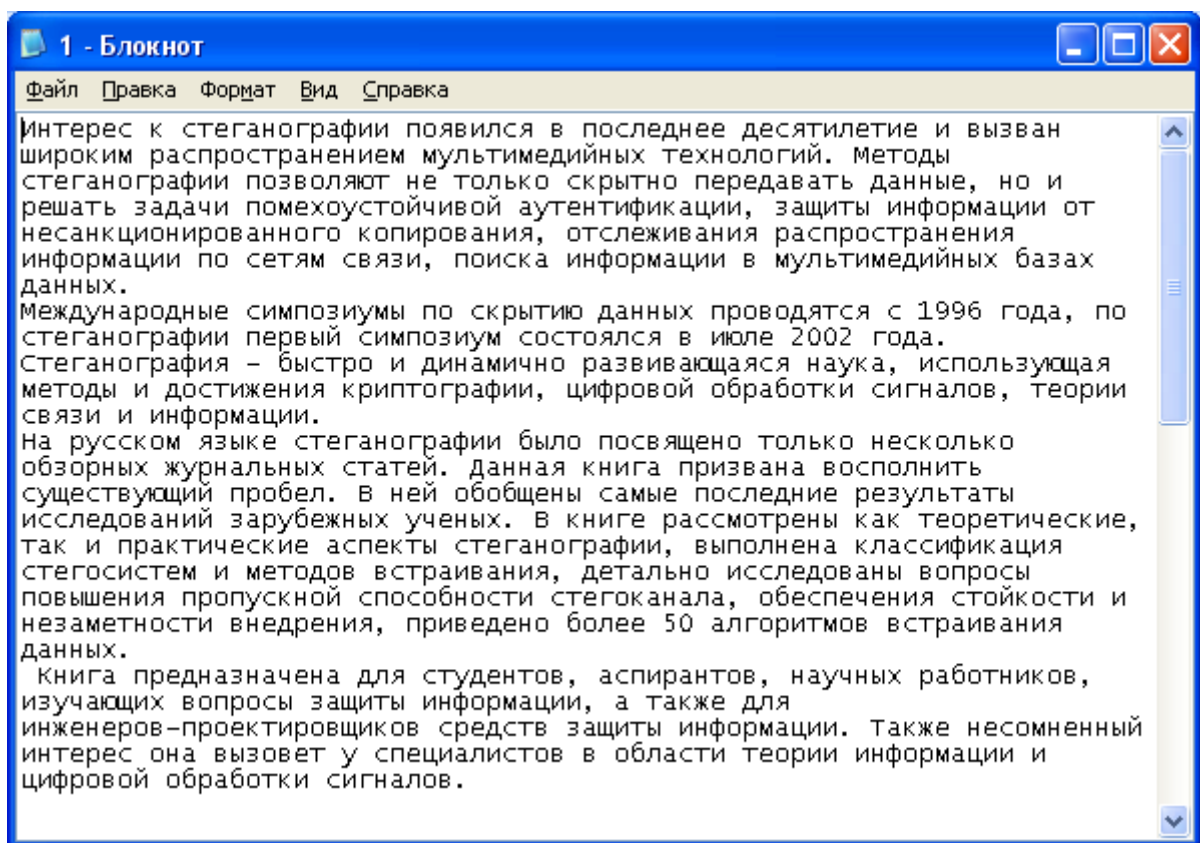 1 - Блокнот
Файл Правка Формат Вид Справка
Интерес к стеганографии появился в последнее десятилетие и вызван
широким распространением мультимедийных технологий. Методы
стеганографии позволяют не только скрытно передавать данные, но и
решать задачи помехоустойчивой аутентификации, защиты информации от
несанкционированного копирования, отслеживания распространения
информации по сетям связи, поиска информации в мультимедийных базах
данных.
Международные симпозиумы по скрытию данных проводятся с 1996 года, по
стеганографии первый симпозиум состоялся в июле 2002 года.
Стеганография – быстро и динамично развивающаяся наука, использующая
методы и достижения криптографии, цифровой обработки сигналов, теории
связи и информации.
На русском языке стеганографии было посвящено только несколько
обзорных журнальных статей. Данная книга призвана восполнить
существующий пробел. В ней обобщены самые последние результаты
исследований зарубежных ученых. В книге рассмотрены как теоретические,
так и практические аспекты стеганографии, выполнена классификация
стегосистем и методов встраивания, детально исследованы вопросы
повышения пропускной способности стегоканала, обеспечения стойкости и
незаметности внедрения, приведено более 50 алгоритмов встраивания
данных.
Книга предназначена для студентов, аспирантов, научных работников,
изучающих вопросы защиты информации, а также для
инженеров-проектировщиков средств защиты информации. Также несомненный
интерес она вызовет у специалистов в области теории информации и
цифровой обработки сигналов.